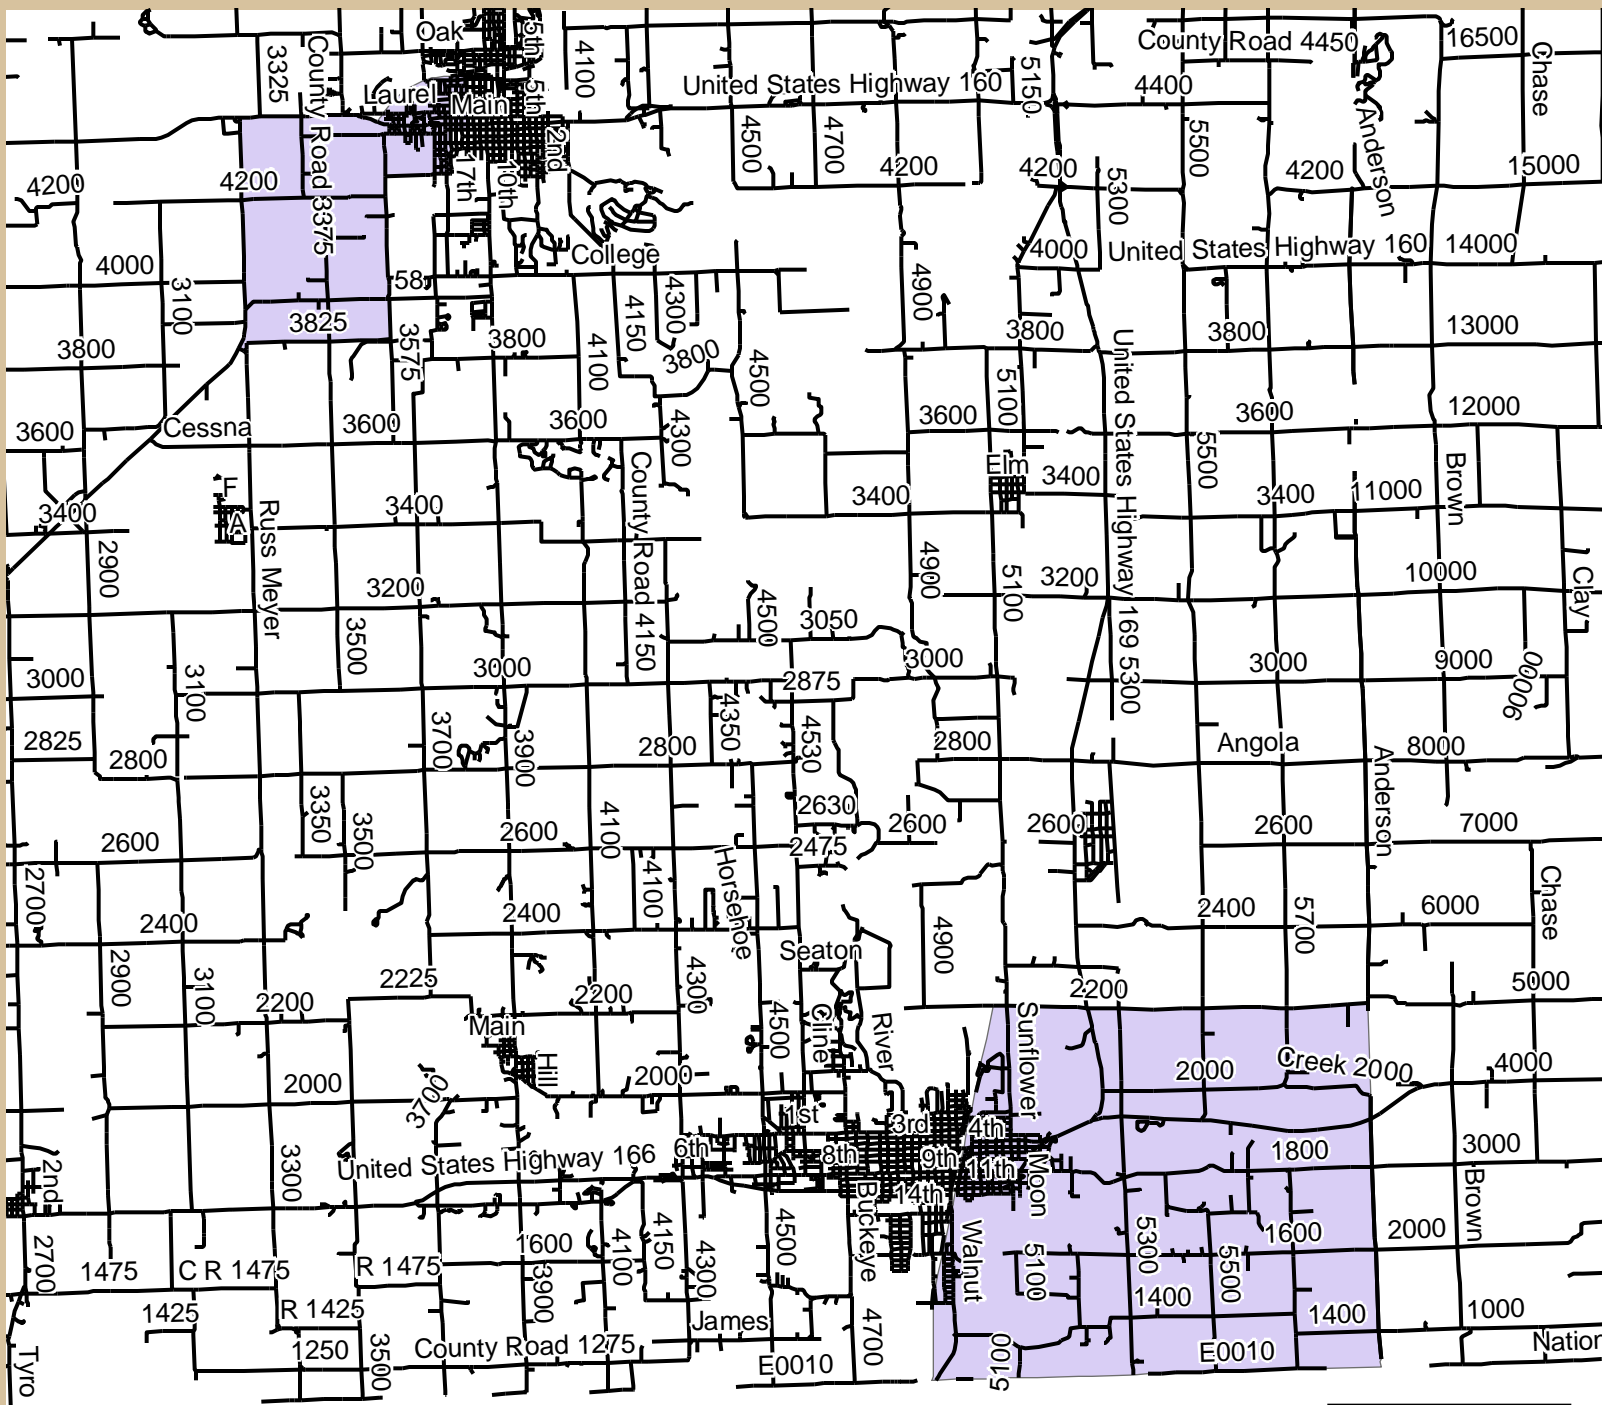 Oak
5th
3325
County Road 3375
4100
United States Highway 160
5150
County Road 4450
4400
16500
Chase
Laurel
Main
5th
2nd
4500
4700
5500
Anderson
4200
4200
17th
10th
4200
4200
5300
4200
15000
4000
3100
58
College
4150
4300
4900
4000
United States Highway 160
14000
3825
3575
3800
4100
3800
4500
3800
3800
13000
3800
5100
United States Highway 169 5300
3600
Cessna
3600
3600
4300
3600
3600
12000
5500
Brown
F
A
3400
Russ Meyer
3400
County Road 4150
3400
Elm
3400
3400
11000
2900
3200
4900
5100
3200
10000
Clay
3500
4500
3050
3000
3100
3000
2875
3000
3000
9000
9000
2825
2800
3700
3900
2800
4350
4530
2800
Angola
Anderson
8000
3350
3500
2600
2600
4100
2630
2475
2600
2600
2600
7000
2700
4100
Horsehoe
2400
2400
4900
2400
5700
6000
Chase
2900
3100
2225
2200
2200
4300
Seaton
4500
Cline
River
Sunflower
2200
5000
Main
Hill
2000
3700
2000
2000
Creek 2000
4000
1st
3rd
4th
3300
United States Highway 166
6th
8th
9th
11th
14th
Moon
1800
3000
Brown
2nd
2700
1475
C R 1475
R 1475
1600
4100
4150
4300
4500
Buckeye
Walnut
5100
5300
5500
1600
2000
3900
1400
1400
1000
1425
R 1425
1250
3500
County Road 1275
James
4700
E0010
5100
E0010
Nation
Tyro